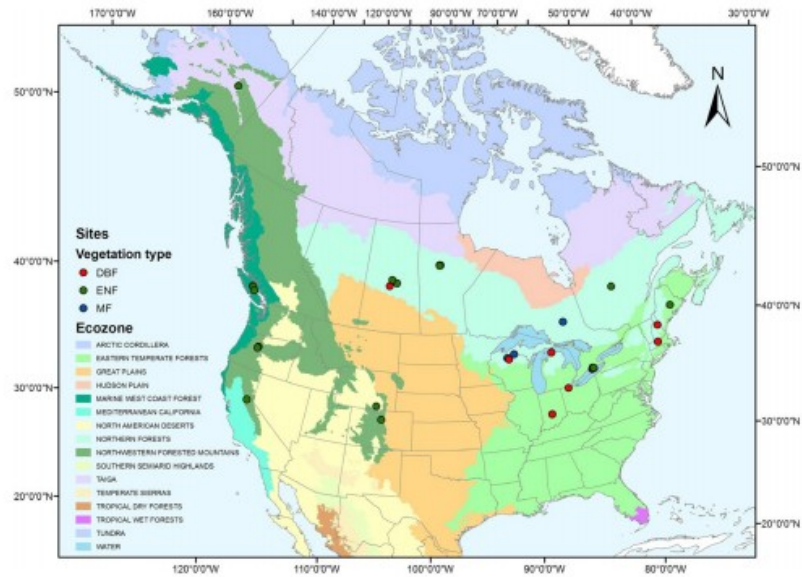 170°0'0"W 160°0'0"W 140°0'0"W 120°0'0"W 90°0'0"W 70°0'0"W 50°0'0"W 40°0'0"W 30°0'0"W
N
50°0'0"N
50°0'0"N
Sites
Vegetation type
DBF
ENF
40°0'0"N
MF
40°0'0"N
Ecozone
ARCTIC CORDILLERA
EASTERN TEMPERATE FORESTS
GREAT PLAINS
HUDSON PLAIN
30°0'0"N
MARINE WEST COAST FOREST
MEDITERRANEAN CALIFORNIA
30°0'0"N
NORTH AMERICAN DESERTS
NORTHERN FORESTS
NORTHWESTERN FORESTED MOUNTAINS
SOUTHERN SEMIARID HIGHLANDS
TAIGA
20°0'0"N
TEMPERATE SIERRAS
TROPICAL DRY FORESTS
TROPICAL WET FORESTS
20°0'0"N
TUNDRA
WATER
120°0'0"W 110°0'0"W 100°0'0"W 90°0'0"W 80°0'0"W